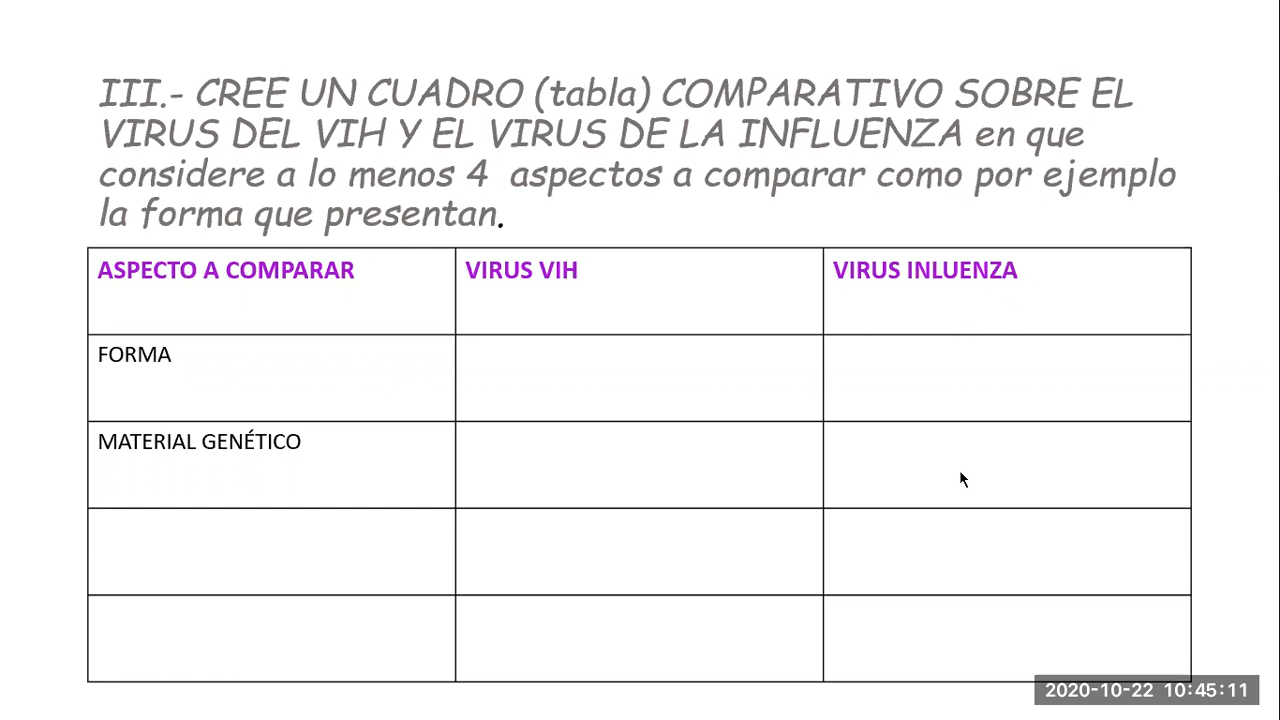 III.- CREE UN CUADRO (tabla) COMPARATIVO SOBRE EL
VIRUS DEL VIH Y EL VIRUS DE LA INFLUENZA en que
considere a lo menos 4 aspectos a comparar como por ejemplo
la forma que presentan.
ASPECTO A COMPARAR VIRUS VIH VIRUS INLUENZA
FORMA
MATERIAL GENÉTICO
2020-10-22 10:45:11